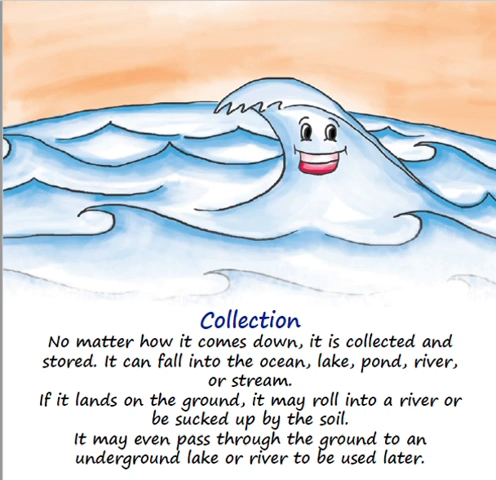 Collection
No matter how it comes down, it is collected and
stored. It can fall into the ocean, lake, pond, river,
or stream.
If it lands on the ground, it may roll into a river or
be sucked up by the soil.
It may even pass through the ground to an
underground lake or river to be used later.